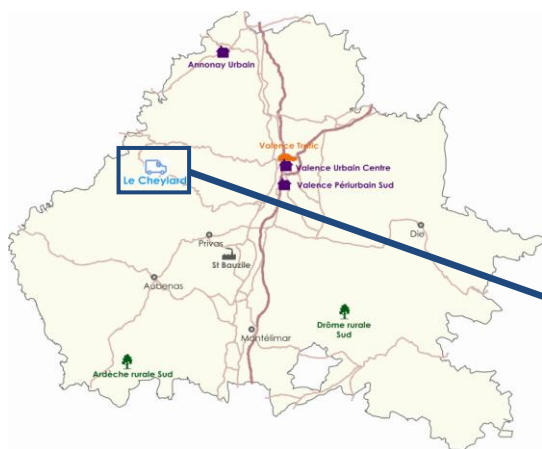 Annonay Urbain
Valence Trafic
Valence Urbain Centre
Le Cheylard
Valence Périurbain Sud
Die
Privas
St Bauzile
Aubenas
Drôme rurale
Sud
Montélimar
Ardèche rurale Sud